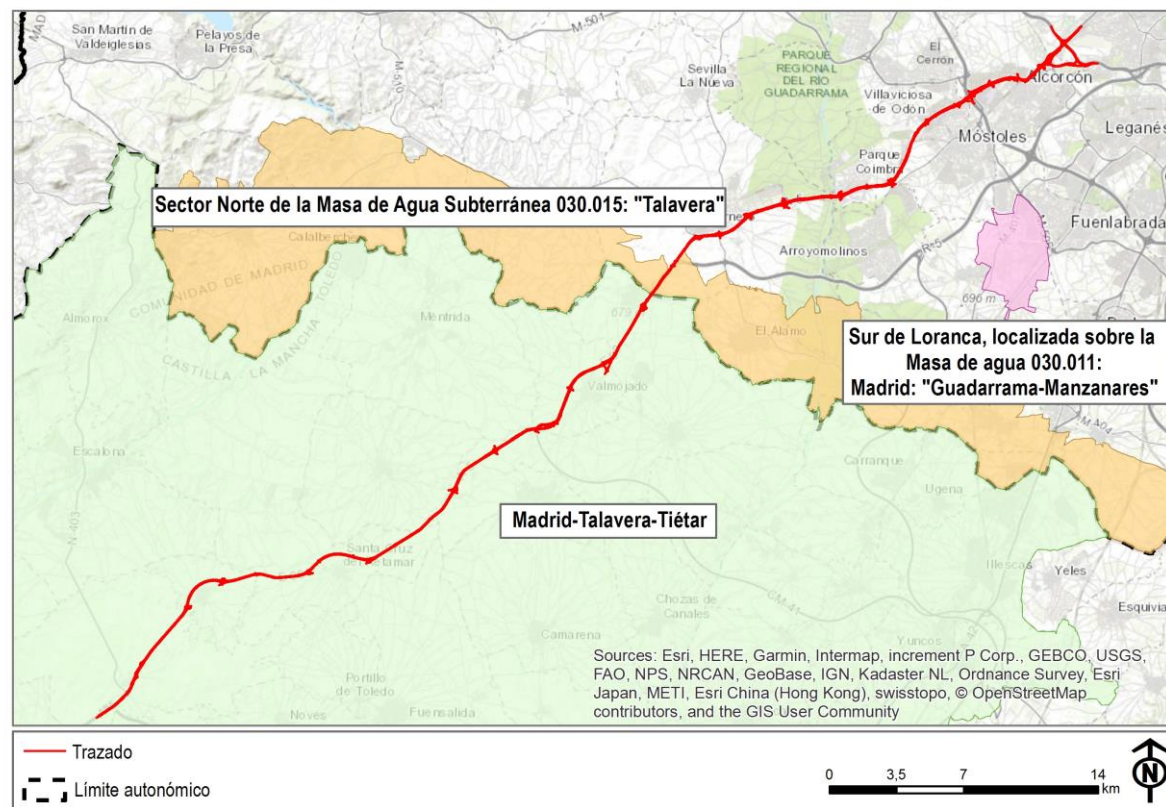 San Martín de
Valdeiglesias
Pelayos de
la Presa
M-501
Sevilla
La Nueva
PARQUE
REGIONAL
DEL RIO
GUADARRAMA
El
Cerrón
Villaviciosa
de Odón
Alcorcón
Móstoles
Leganés
Parque
Coimbra
Sector Norte de la Masa de Agua Subterránea 030.015: "Talavera"
Fuenlabrada
Arroyomolinos
R-5
COMUNIDAD DE MADRID
CASTILLA - LA MANCHA
TOLEDO
Almorox
Méntrida
696 m
El Álamo
Sur de Loranca, localizada sobre la
Masa de agua 030.011:
Madrid: "Guadarrama-Manzanares"
Valmojado
Escalona
N-403
Carranque
Ugena
Madrid-Talavera-Tiétar
Santa Cruz
Illescas
Yeles
Esquivia
Chozas de
Canales
CM-41
Camarena
Yuncos
Portillo
de Toledo
Novés
Fuensalida
Sources: Esri, HERE, Garmin, Intermap, increment P Corp., GEBCO, USGS,
FAO, NPS, NRCAN, GeoBase, IGN, Kadaster NL, Ordnance Survey, Esri
Japan, METI, Esri China (Hong Kong), swisstopo, © OpenStreetMap
contributors, and the GIS User Community
Trazado
Límite autonómico
0 3,5 7 14
km
N